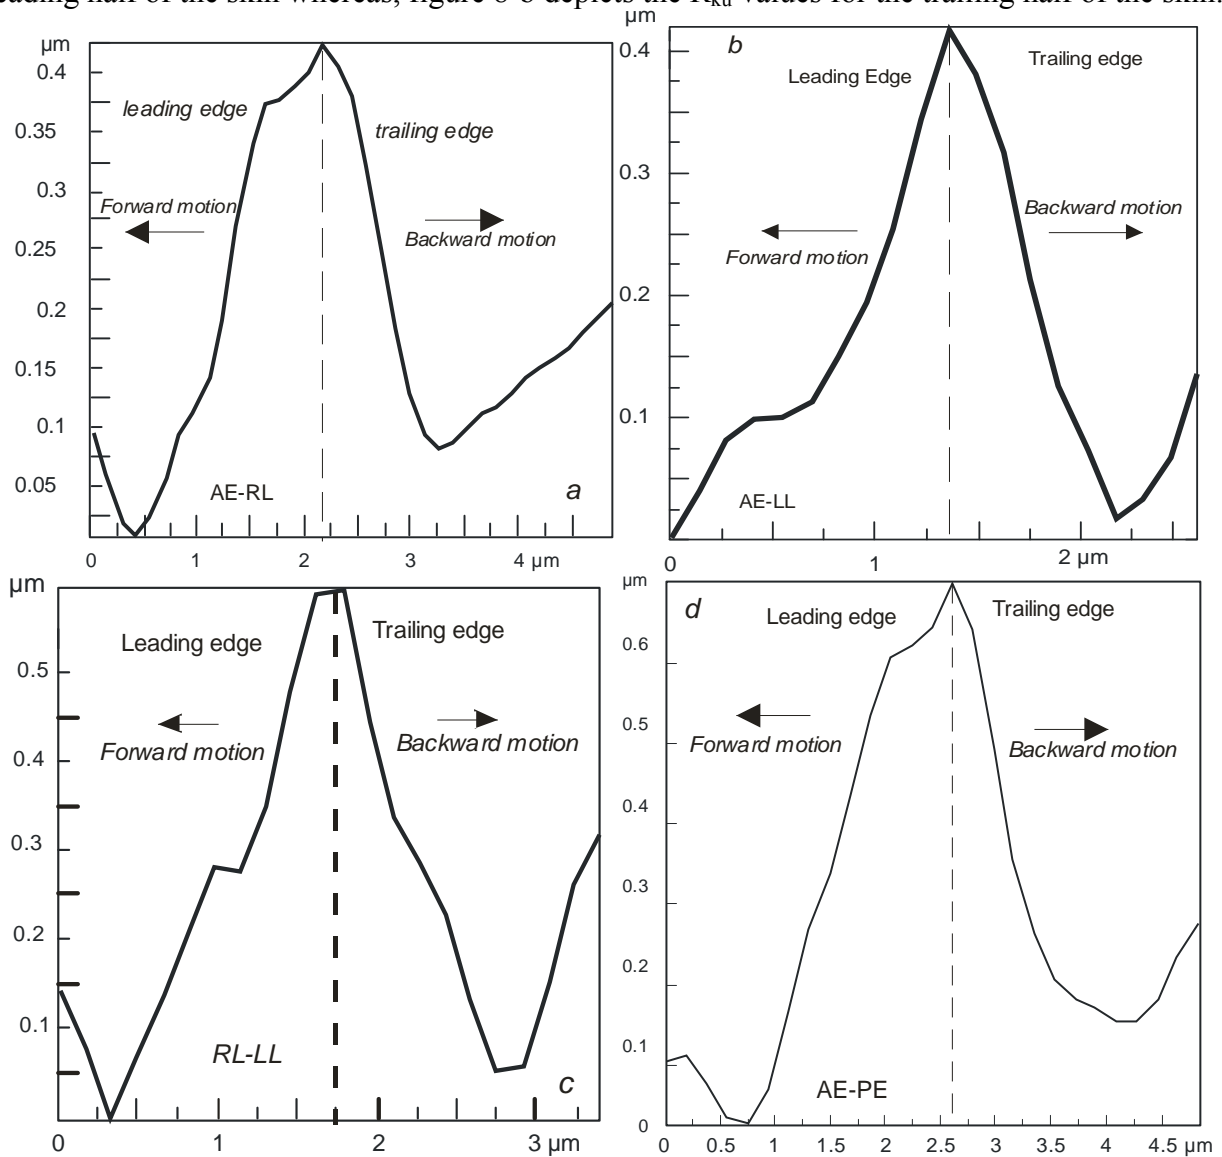 eading half of the skin whereas, figure 8-b depicts the Rku values for the trailing half of the skin.
µm
0.4
0.35
0.3
0.25
0.2
0.15
0.1
0.05
leading edge
trailing edge
Forward motion
Backward motion
AE-RL
a
0
1
2
3
4 µm
µm
0.4
0.3
0.2
0.1
b
Leading Edge
Trailing edge
Backward motion
Forward motion
AE-LL
0
1
2 µm
µm
0.5
0.4
0.3
0.2
0.1
Leading edge
Trailing edge
Forward motion
Backward motion
RL-LL
c
0
1
2
3 µm
µm
0.6
0.5
0.4
0.3
0.2
0.1
0
d
Leading edge
Trailing edge
Forward motion
Backward motion
AE-PE
0
0.5
1
1.5
2
2.5
3
3.5
4
4.5 µm